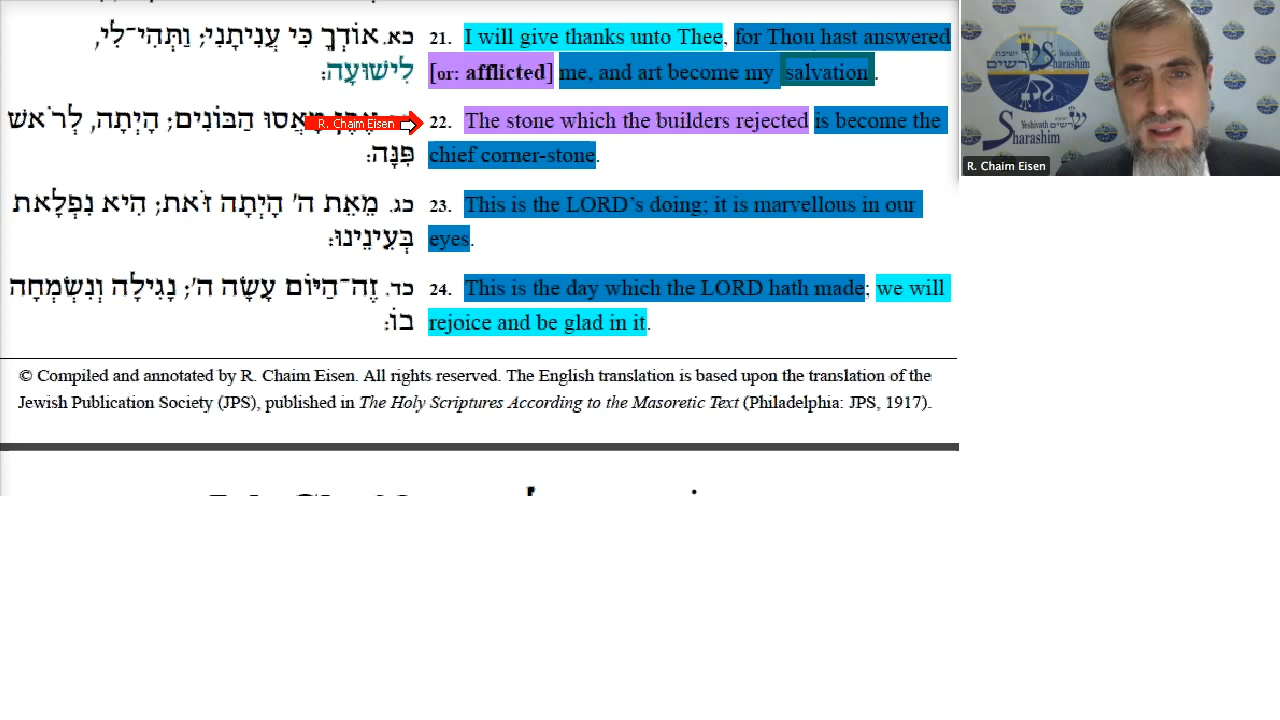 כא. אוֹדְךָ כִּי עֲנִיתָנִי; וַתְּהִי־לִי,
לִישׁוּעָה:
21. I will give thanks unto Thee, for Thou hast answered
[or: afflicted] me, and art become my salvation.
מָאֲסוּ הַבּוֹנִים; הָיְתָה, לְרֹאשׁ
פִּנָּה:
R. Chaim Eisen
22. The stone which the builders rejected is become the
chief corner-stone.
כג. מֵאֵת ה' הָיְתָה זֹּאת; הִיא נִפְלָאת
בְּעֵינֵינוּ:
23. This is the LORD’s doing; it is marvellous in our
eyes.
כד. זֶה־הַיּוֹם עָשָׂה ה'; נָגִילָה וְנִשְׂמְחָה
בוֹ:
24. This is the day which the LORD hath made; we will
rejoice and be glad in it.
© Compiled and annotated by R. Chaim Eisen. All rights reserved. The English translation is based upon the translation of the
Jewish Publication Society (JPS), published in The Holy Scriptures According to the Masoretic Text (Philadelphia: JPS, 1917).
Yeshivath
Sharashim
שרשים
Yeshivath
Sharashim
R. Chaim Eisen